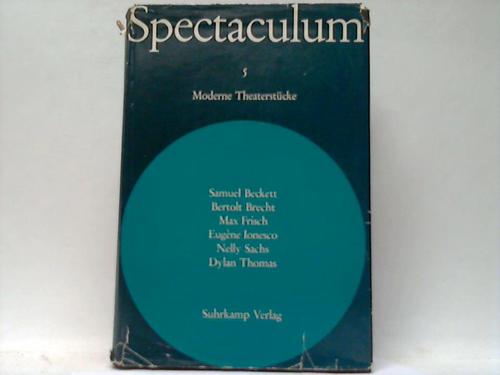 Spectaculum
5
Moderne Theaterstücke
Samuel Beckett
Bertolt Brecht
Max Frisch
Eugène Ionesco
Nelly Sachs
Dylan Thomas
Suhrkamp Verlag